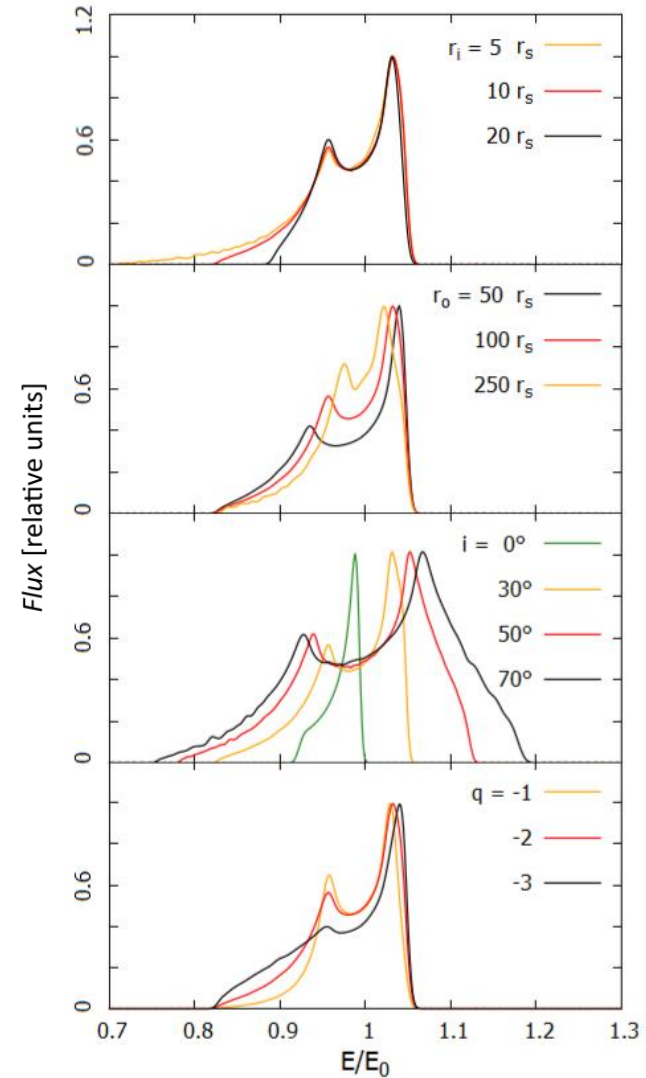 Flux [relative units]
1.2
0.6
0
r_i = 5 r_s
10 r_s
20 r_s
0.6
0
r_o = 50 r_s
100 r_s
250 r_s
0.6
0
i = 0°
30°
50°
70°
0.6
0
q = -1
-2
-3
0.7 0.8 0.9 1 1.1 1.2 1.3
E/E_0